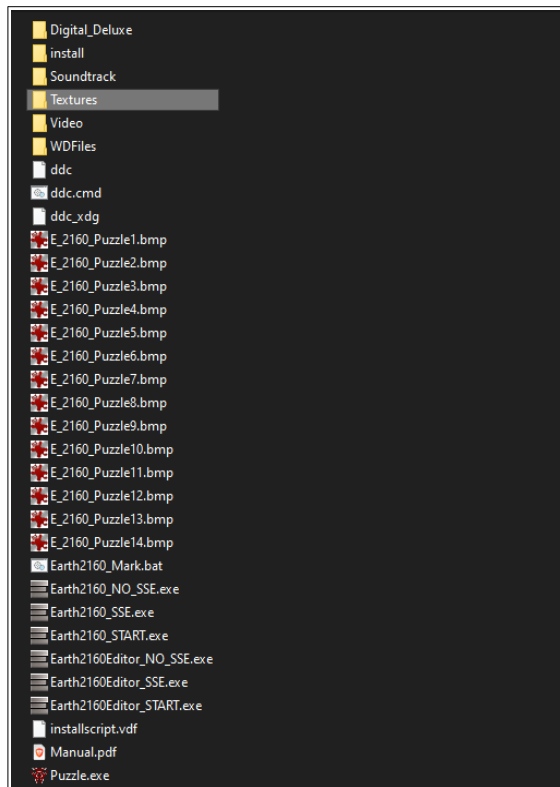 Digital_Deluxe
install
Soundtrack
Textures
Video
WDFiles
ddc
ddc.cmd
ddc_xdg
E_2160_Puzzle1.bmp
E_2160_Puzzle2.bmp
E_2160_Puzzle3.bmp
E_2160_Puzzle4.bmp
E_2160_Puzzle5.bmp
E_2160_Puzzle6.bmp
E_2160_Puzzle7.bmp
E_2160_Puzzle8.bmp
E_2160_Puzzle9.bmp
E_2160_Puzzle10.bmp
E_2160_Puzzle11.bmp
E_2160_Puzzle12.bmp
E_2160_Puzzle13.bmp
E_2160_Puzzle14.bmp
Earth2160_Mark.bat
Earth2160_NO_SSE.exe
Earth2160_SSE.exe
Earth2160_START.exe
Earth2160Editor_NO_SSE.exe
Earth2160Editor_SSE.exe
Earth2160Editor_START.exe
installscript.vdf
Manual.pdf
Puzzle.exe